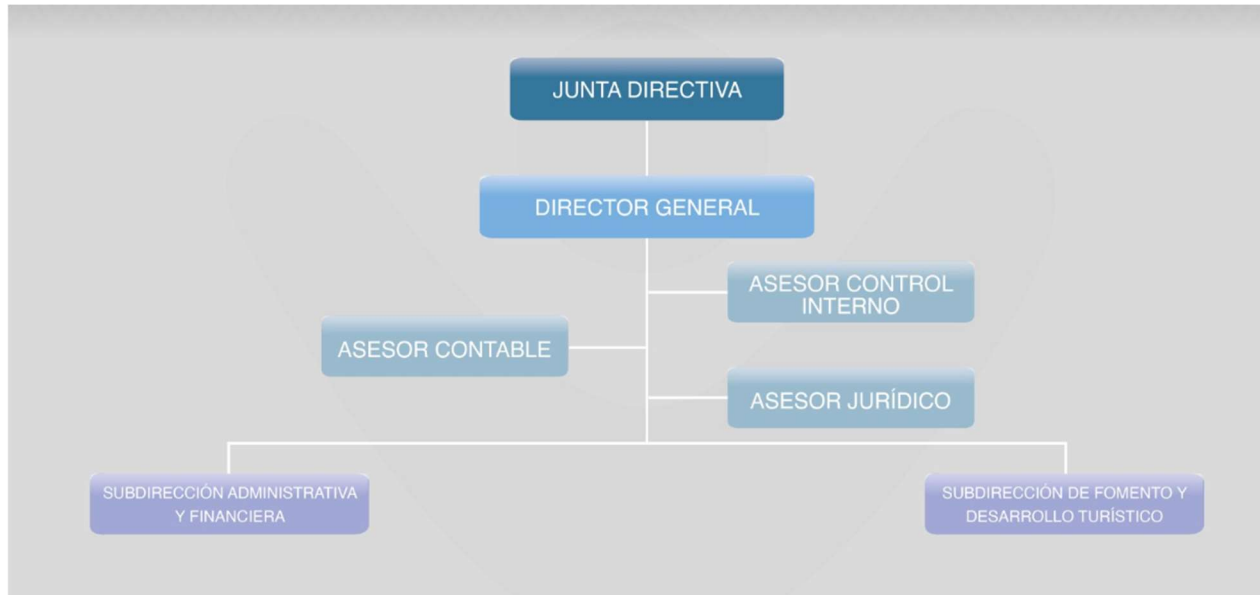 JUNTA DIRECTIVA
DIRECTOR GENERAL
ASESOR CONTROL
INTERNO
ASESOR CONTABLE
ASESOR JURÍDICO
SUBDIRECCIÓN ADMINISTRATIVA
Y FINANCIERA
SUBDIRECCIÓN DE FOMENTO Y
DESARROLLO TURÍSTICO